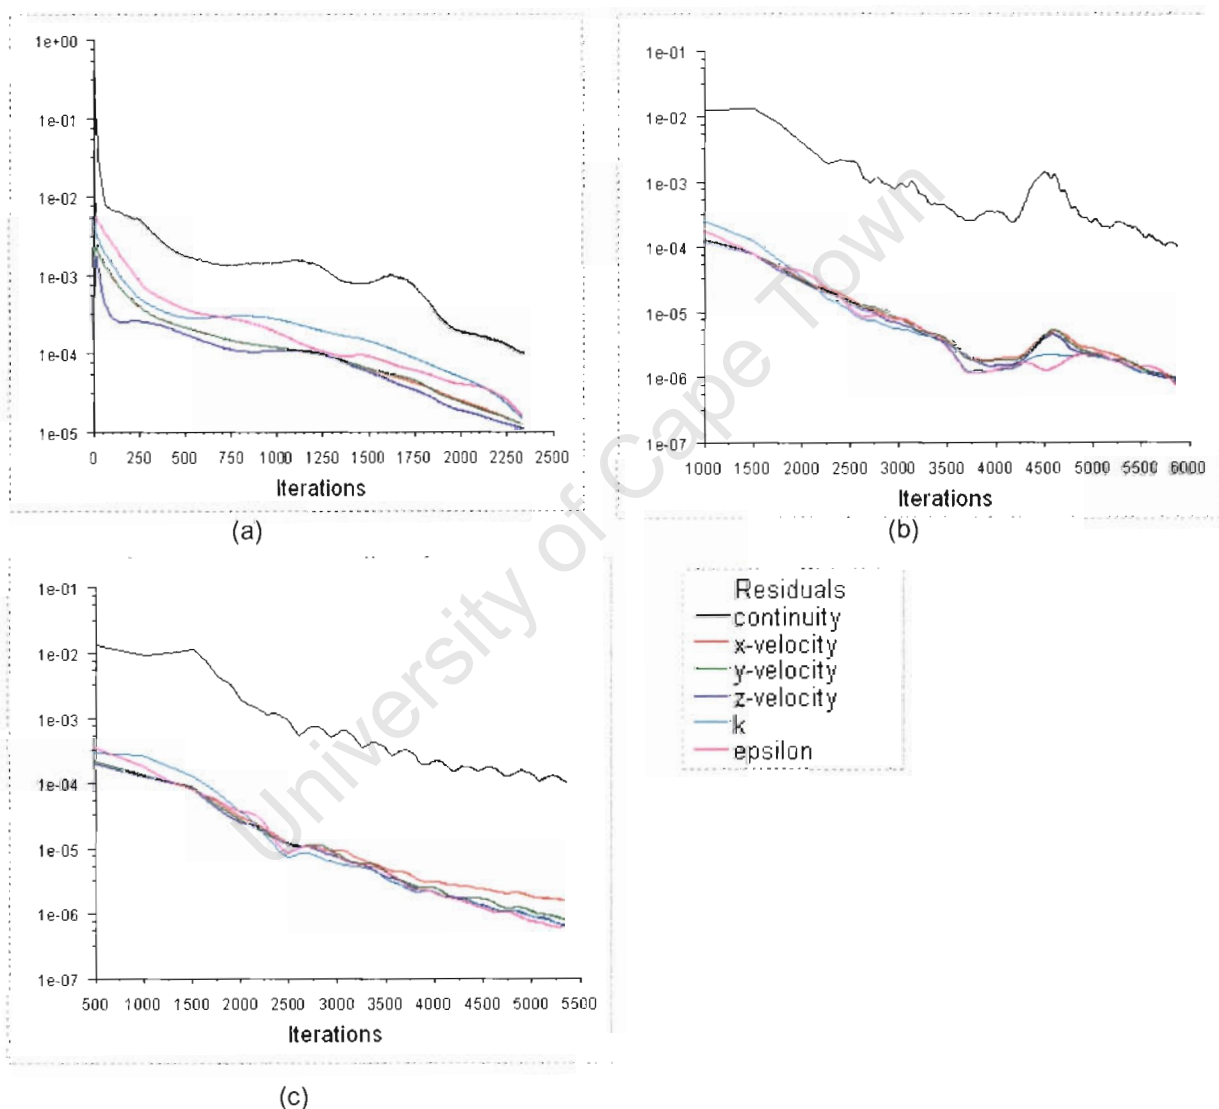 1e+00
1e-01
1e-02
1e-03
1e-04
1e-05
0 250 500 750 1000 1250 1500 1750 2000 2250 2500
Iterations
(a)
1e-01
1e-02
1e-03
1e-04
1e-05
1e-06
1e-07
1000 1500 2000 2500 3000 3500 4000 4500 5000 5500 6000
Iterations
(b)
1e-01
1e-02
1e-03
1e-04
1e-05
1e-06
1e-07
500 1000 1500 2000 2500 3000 3500 4000 4500 5000 5500
Iterations
(c)
Residuals
continuity
x-velocity
y-velocity
z-velocity
k
epsilon
University of Cape Town